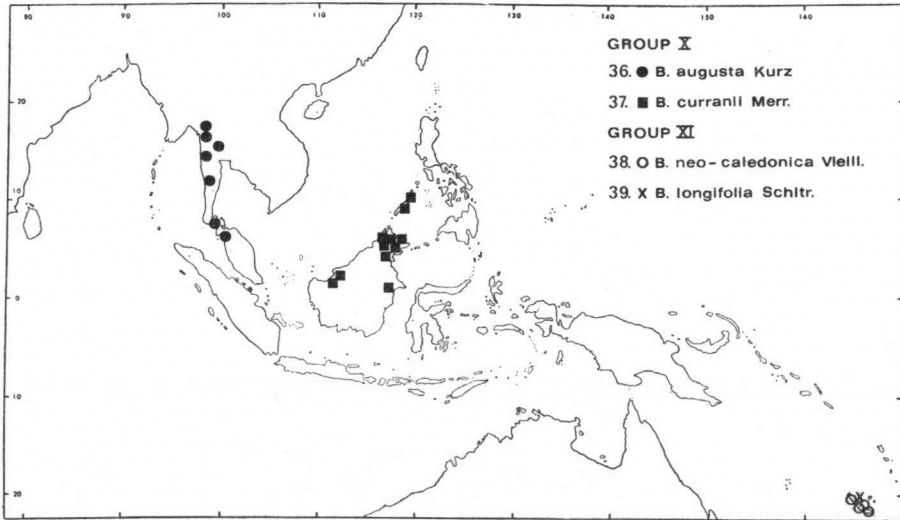 80 90 100 110 120 130 140 150 160
GROUP X
36. ● B. augusta Kurz
37. ■ B. curranii Merr.
GROUP XI
38. O B. neo-caledonica Vieill.
39. X B. longifolia Schltr.
20
10
0
10
20